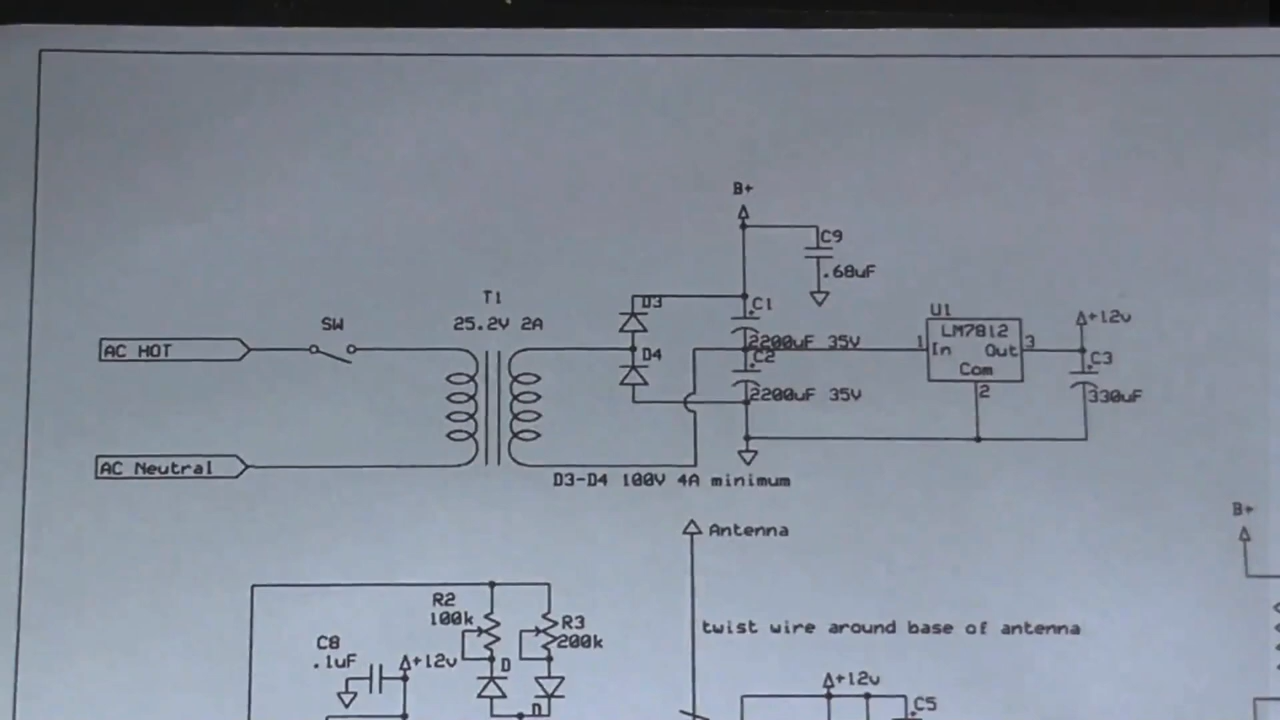 B+
C9
.68uF
T1
25.2V 2A
SW
D3
C1
U1
LM7812
+12v
AC HOT
2200uF 35V
1
In
Out
3
D4
C2
C3
Com
2200uF 35V
2
330uF
AC Neutral
D3-D4 100V 4A minimum
B+
Antenna
R2
100k
R3
200k
twist wire around base of antenna
C8
.1uF
+12v
D
+12v
C5